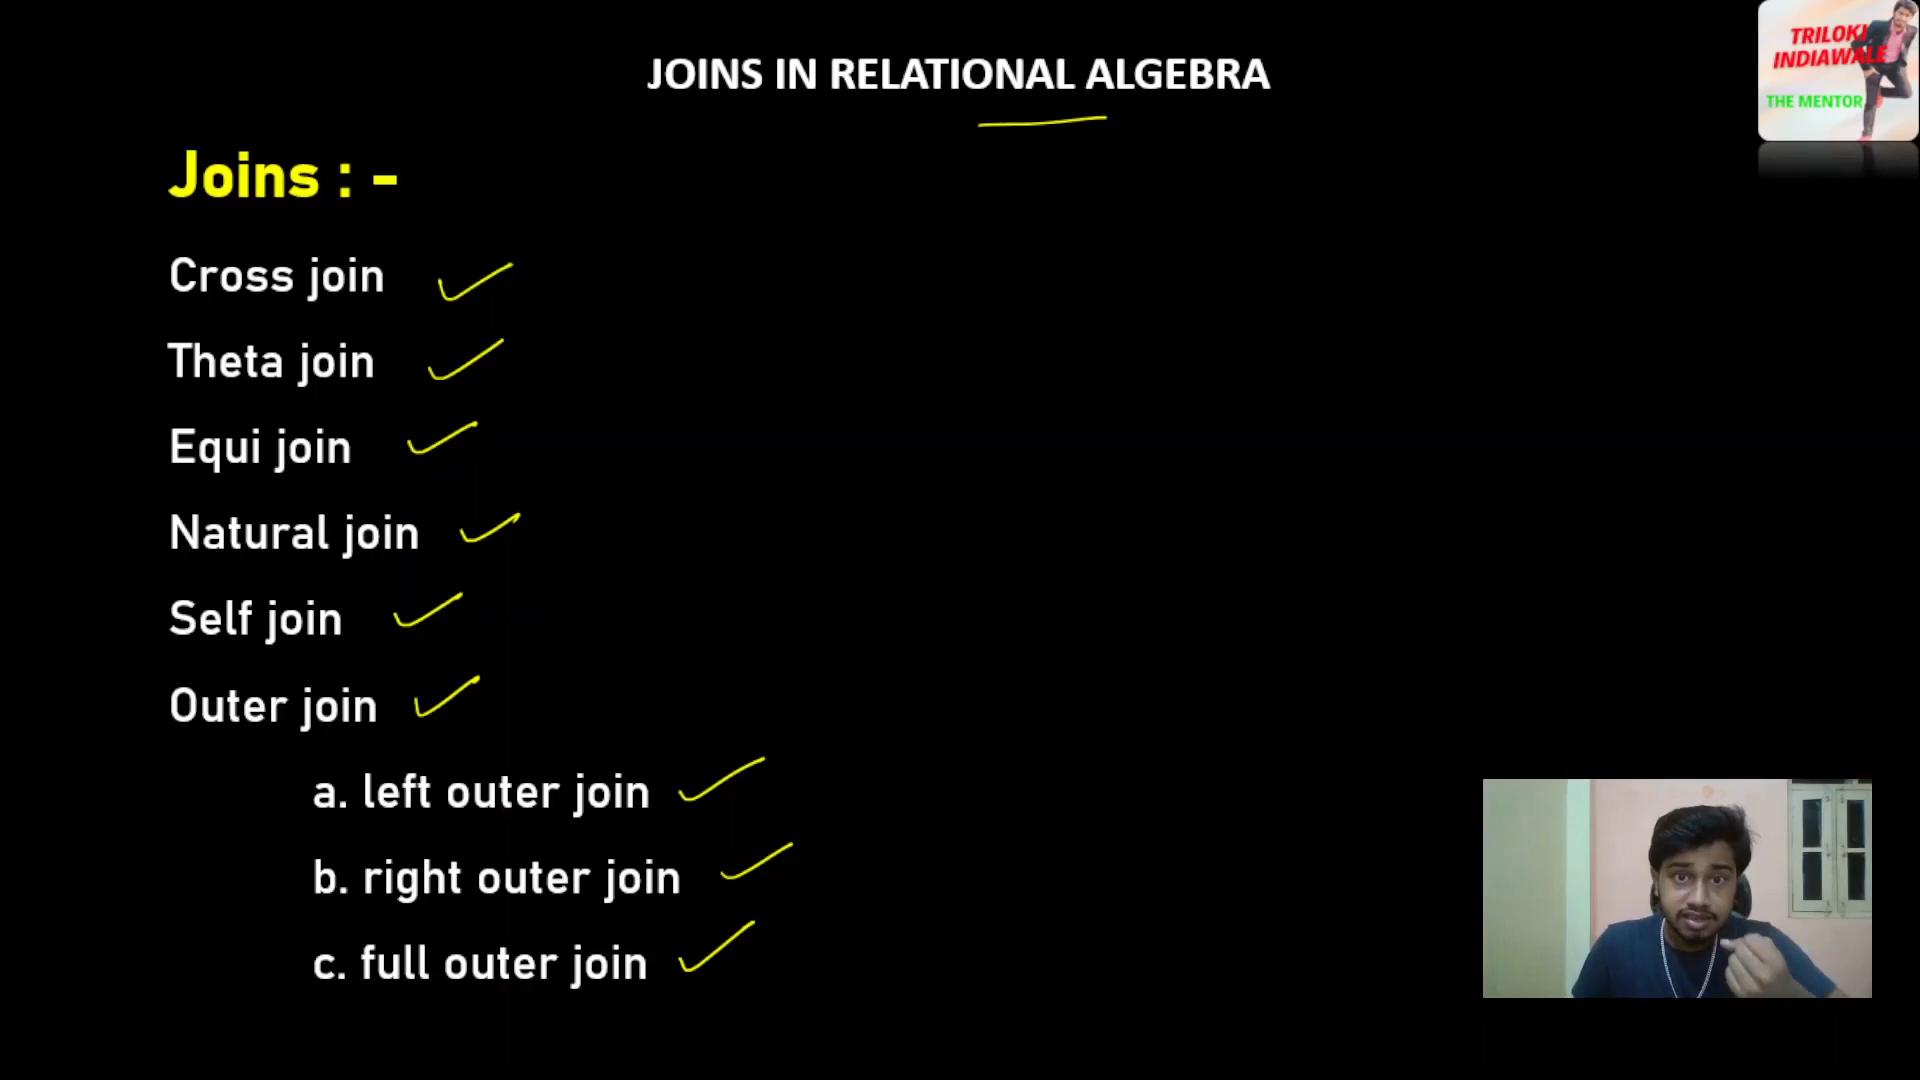 JOINS IN RELATIONAL ALGEBRA
TRILOKI
INDIAWALE
THE MENTOR
Joins : -
Cross join
Theta join
Equi join
Natural join
Self join
Outer join
a. left outer join
b. right outer join
c. full outer join